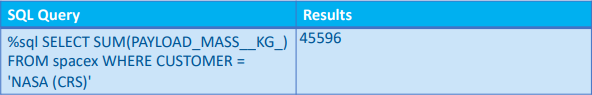 SQL Query Results
%sql SELECT SUM(PAYLOAD_MASS__KG_) 45596
FROM spacex WHERE CUSTOMER =
'NASA (CRS)'